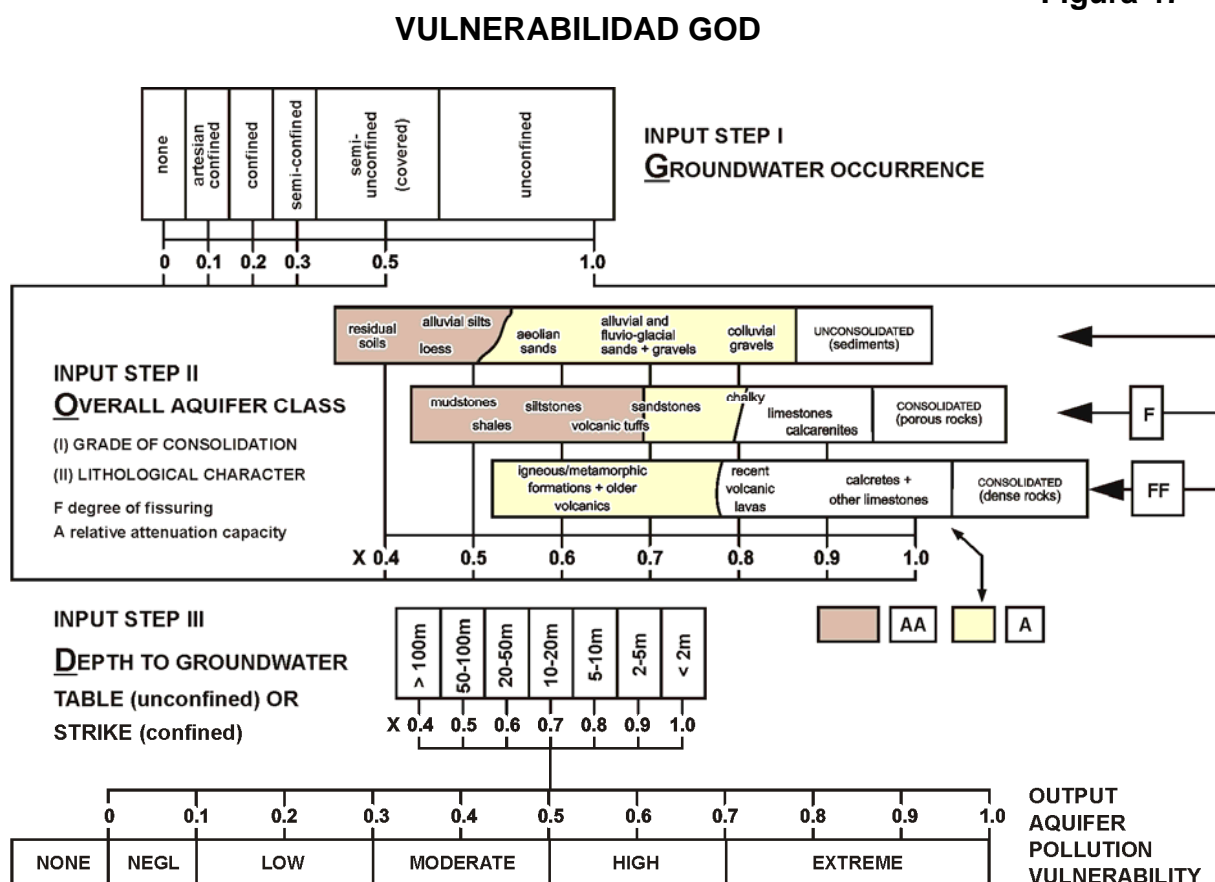 Figura 4.
VULNERABILIDAD GOD
none
artesian
confined
confined
semi-confined
semi-
unconfined
(covered)
unconfined
INPUT STEP I
GROUNDWATER OCCURRENCE
0 0.1 0.2 0.3 0.5 1.0
residual
soils
alluvial silts
loess
aeolian
sands
alluvial and
fluvio-glacial
sands + gravels
colluvial
gravels
UNCONSOLIDATED
(sediments)
INPUT STEP II
OVERALL AQUIFER CLASS
(I) GRADE OF CONSOLIDATION
(II) LITHOLOGICAL CHARACTER
F degree of fissuring
A relative attenuation capacity
mudstones
shales
siltstones
volcanic tuffs
sandstones
chalky
limestones
calcarenites
CONSOLIDATED
(porous rocks)
F
igneous/metamorphic
formations + older
volcanics
recent
volcanic
lavas
calcretes +
other limestones
CONSOLIDATED
(dense rocks)
FF
X 0.4 0.5 0.6 0.7 0.8 0.9 1.0
AA
A
INPUT STEP III
DEPTH TO GROUNDWATER
TABLE (unconfined) OR
STRIKE (confined)
> 100m
50-100m
20-50m
10-20m
5-10m
2-5m
< 2m
X 0.4 0.5 0.6 0.7 0.8 0.9 1.0
0 0.1 0.2 0.3 0.4 0.5 0.6 0.7 0.8 0.9 1.0
NONE NEGL LOW MODERATE HIGH EXTREME
OUTPUT
AQUIFER
POLLUTION
VULNERABILITY